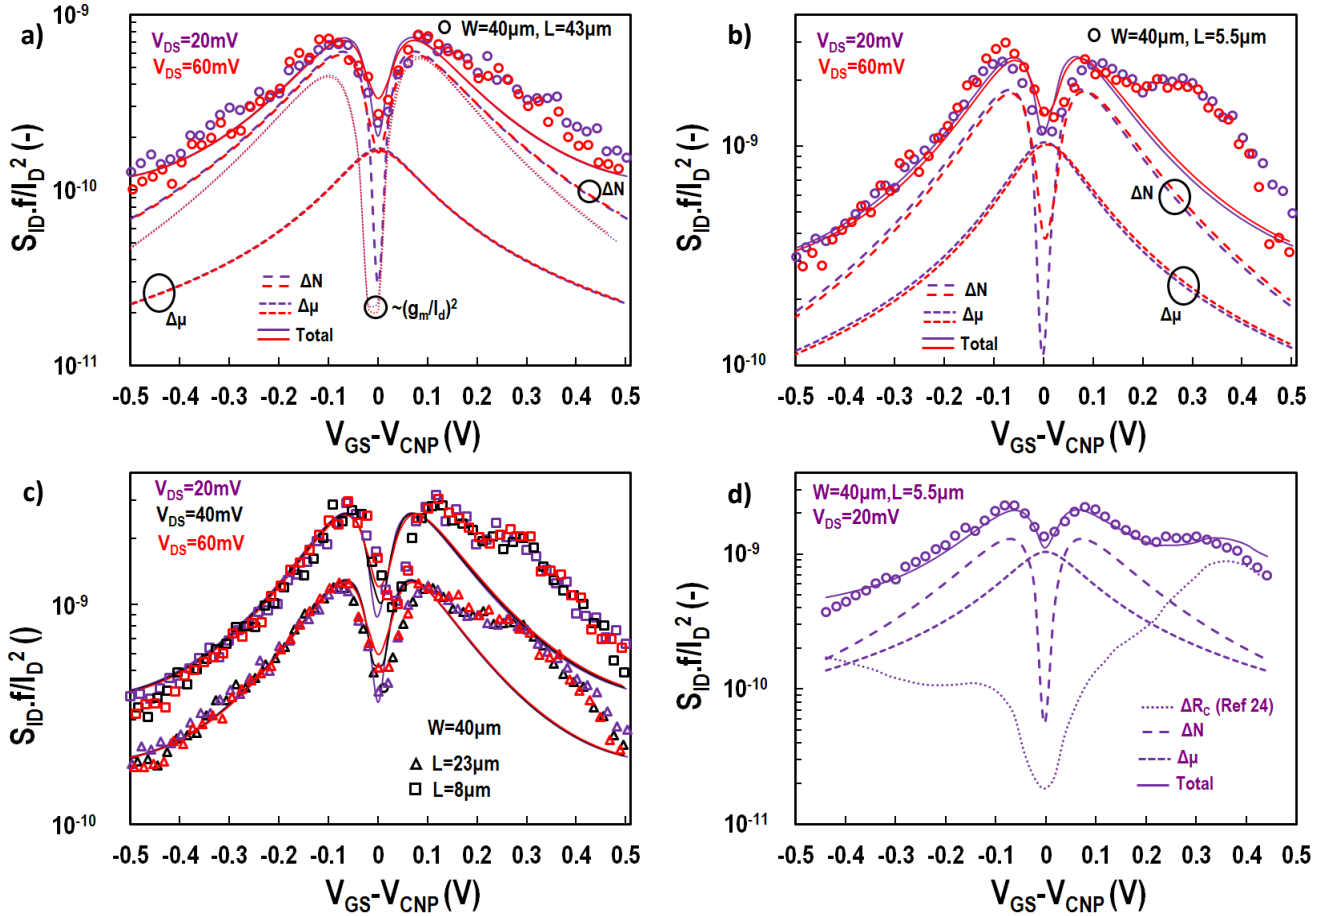 a)
V_DS=20mV
V_DS=60mV
W=40μm, L=43μm
ΔN
Δμ
~(g_m/I_d)²
ΔN
Δμ
Total
S_ID.f/I_D² (-)
10⁻⁹
10⁻¹⁰
10⁻¹¹
-0.5 -0.4 -0.3 -0.2 -0.1 0 0.1 0.2 0.3 0.4 0.5
V_GS-V_CNP (V)
b)
V_DS=20mV
V_DS=60mV
W=40μm, L=5.5μm
ΔN
Δμ
ΔN
Δμ
Total
S_ID.f/I_D² (-)
10⁻⁹
10⁻¹⁰
-0.5 -0.4 -0.3 -0.2 -0.1 0 0.1 0.2 0.3 0.4 0.5
V_GS-V_CNP (V)
c)
V_DS=20mV
V_DS=40mV
V_DS=60mV
W=40μm
L=23μm
L=8μm
S_ID.f/I_D² ()
10⁻⁹
10⁻¹⁰
-0.5 -0.4 -0.3 -0.2 -0.1 0 0.1 0.2 0.3 0.4 0.5
V_GS-V_CNP (V)
d)
W=40μm,L=5.5μm
V_DS=20mV
ΔR_C (Ref 24)
ΔN
Δμ
Total
S_ID.f/I_D² (-)
10⁻⁹
10⁻¹⁰
10⁻¹¹
-0.5 -0.4 -0.3 -0.2 -0.1 0 0.1 0.2 0.3 0.4 0.5
V_GS-V_CNP (V)